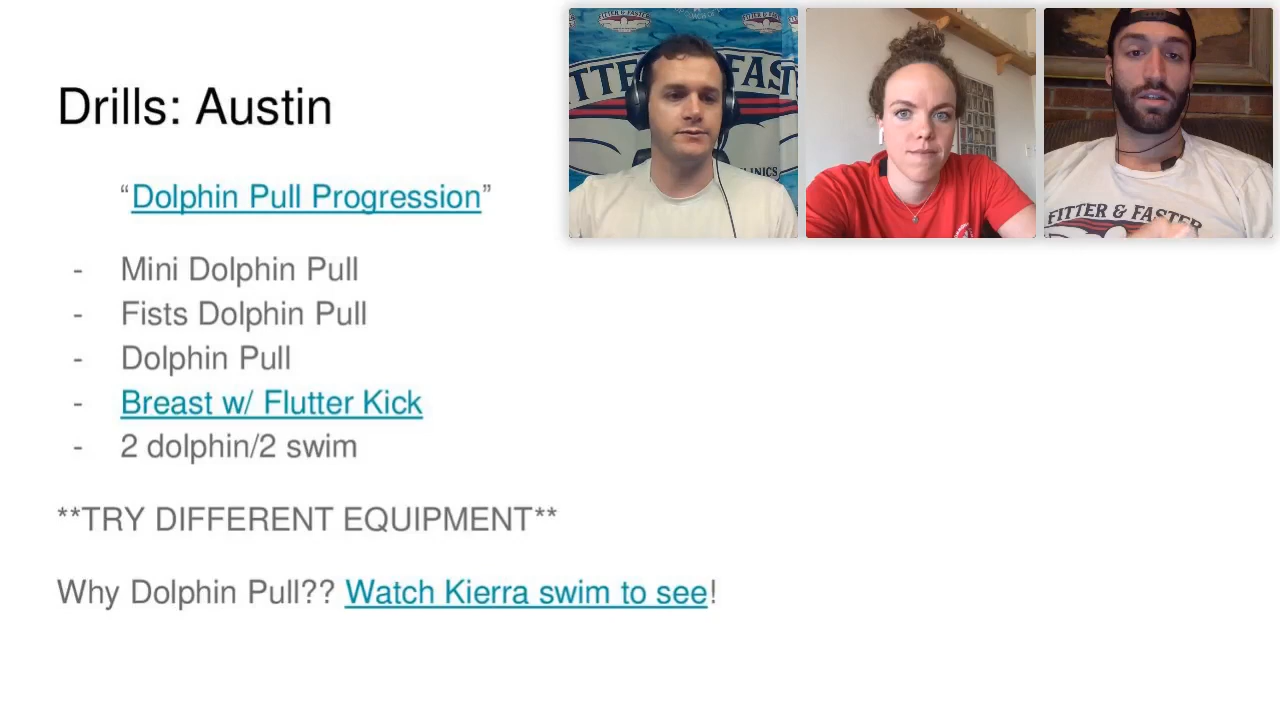 Drills: Austin
“Dolphin Pull Progression”
- Mini Dolphin Pull
- Fists Dolphin Pull
- Dolphin Pull
- Breast w/ Flutter Kick
- 2 dolphin/2 swim
**TRY DIFFERENT EQUIPMENT**
Why Dolphin Pull?? Watch Kierra swim to see!
FITTER & FASTER